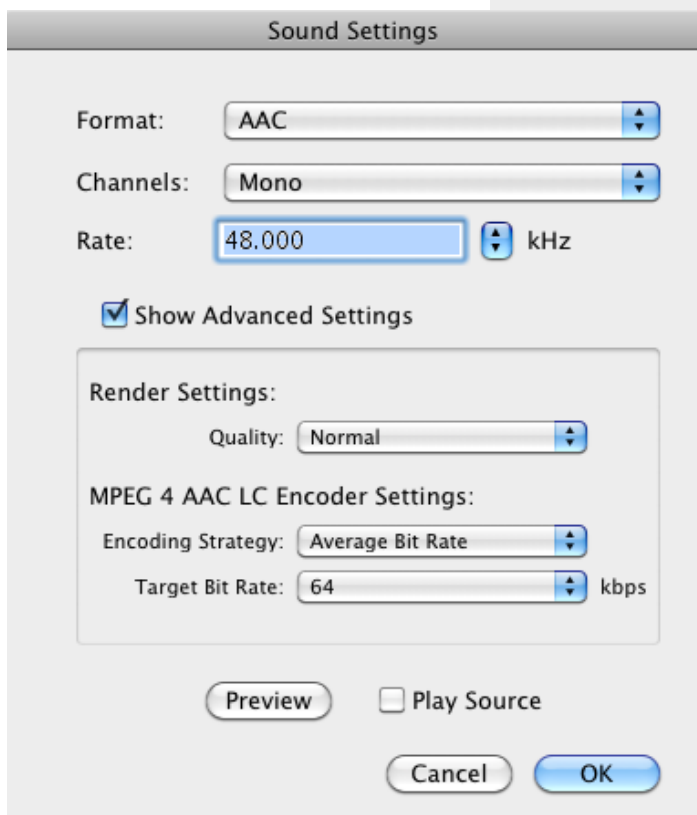 Sound Settings
Format: AAC
Channels: Mono
Rate: 48.000 kHz
Show Advanced Settings
Render Settings:
Quality: Normal
MPEG 4 AAC LC Encoder Settings:
Encoding Strategy: Average Bit Rate
Target Bit Rate: 64 kbps
Preview Play Source
Cancel OK